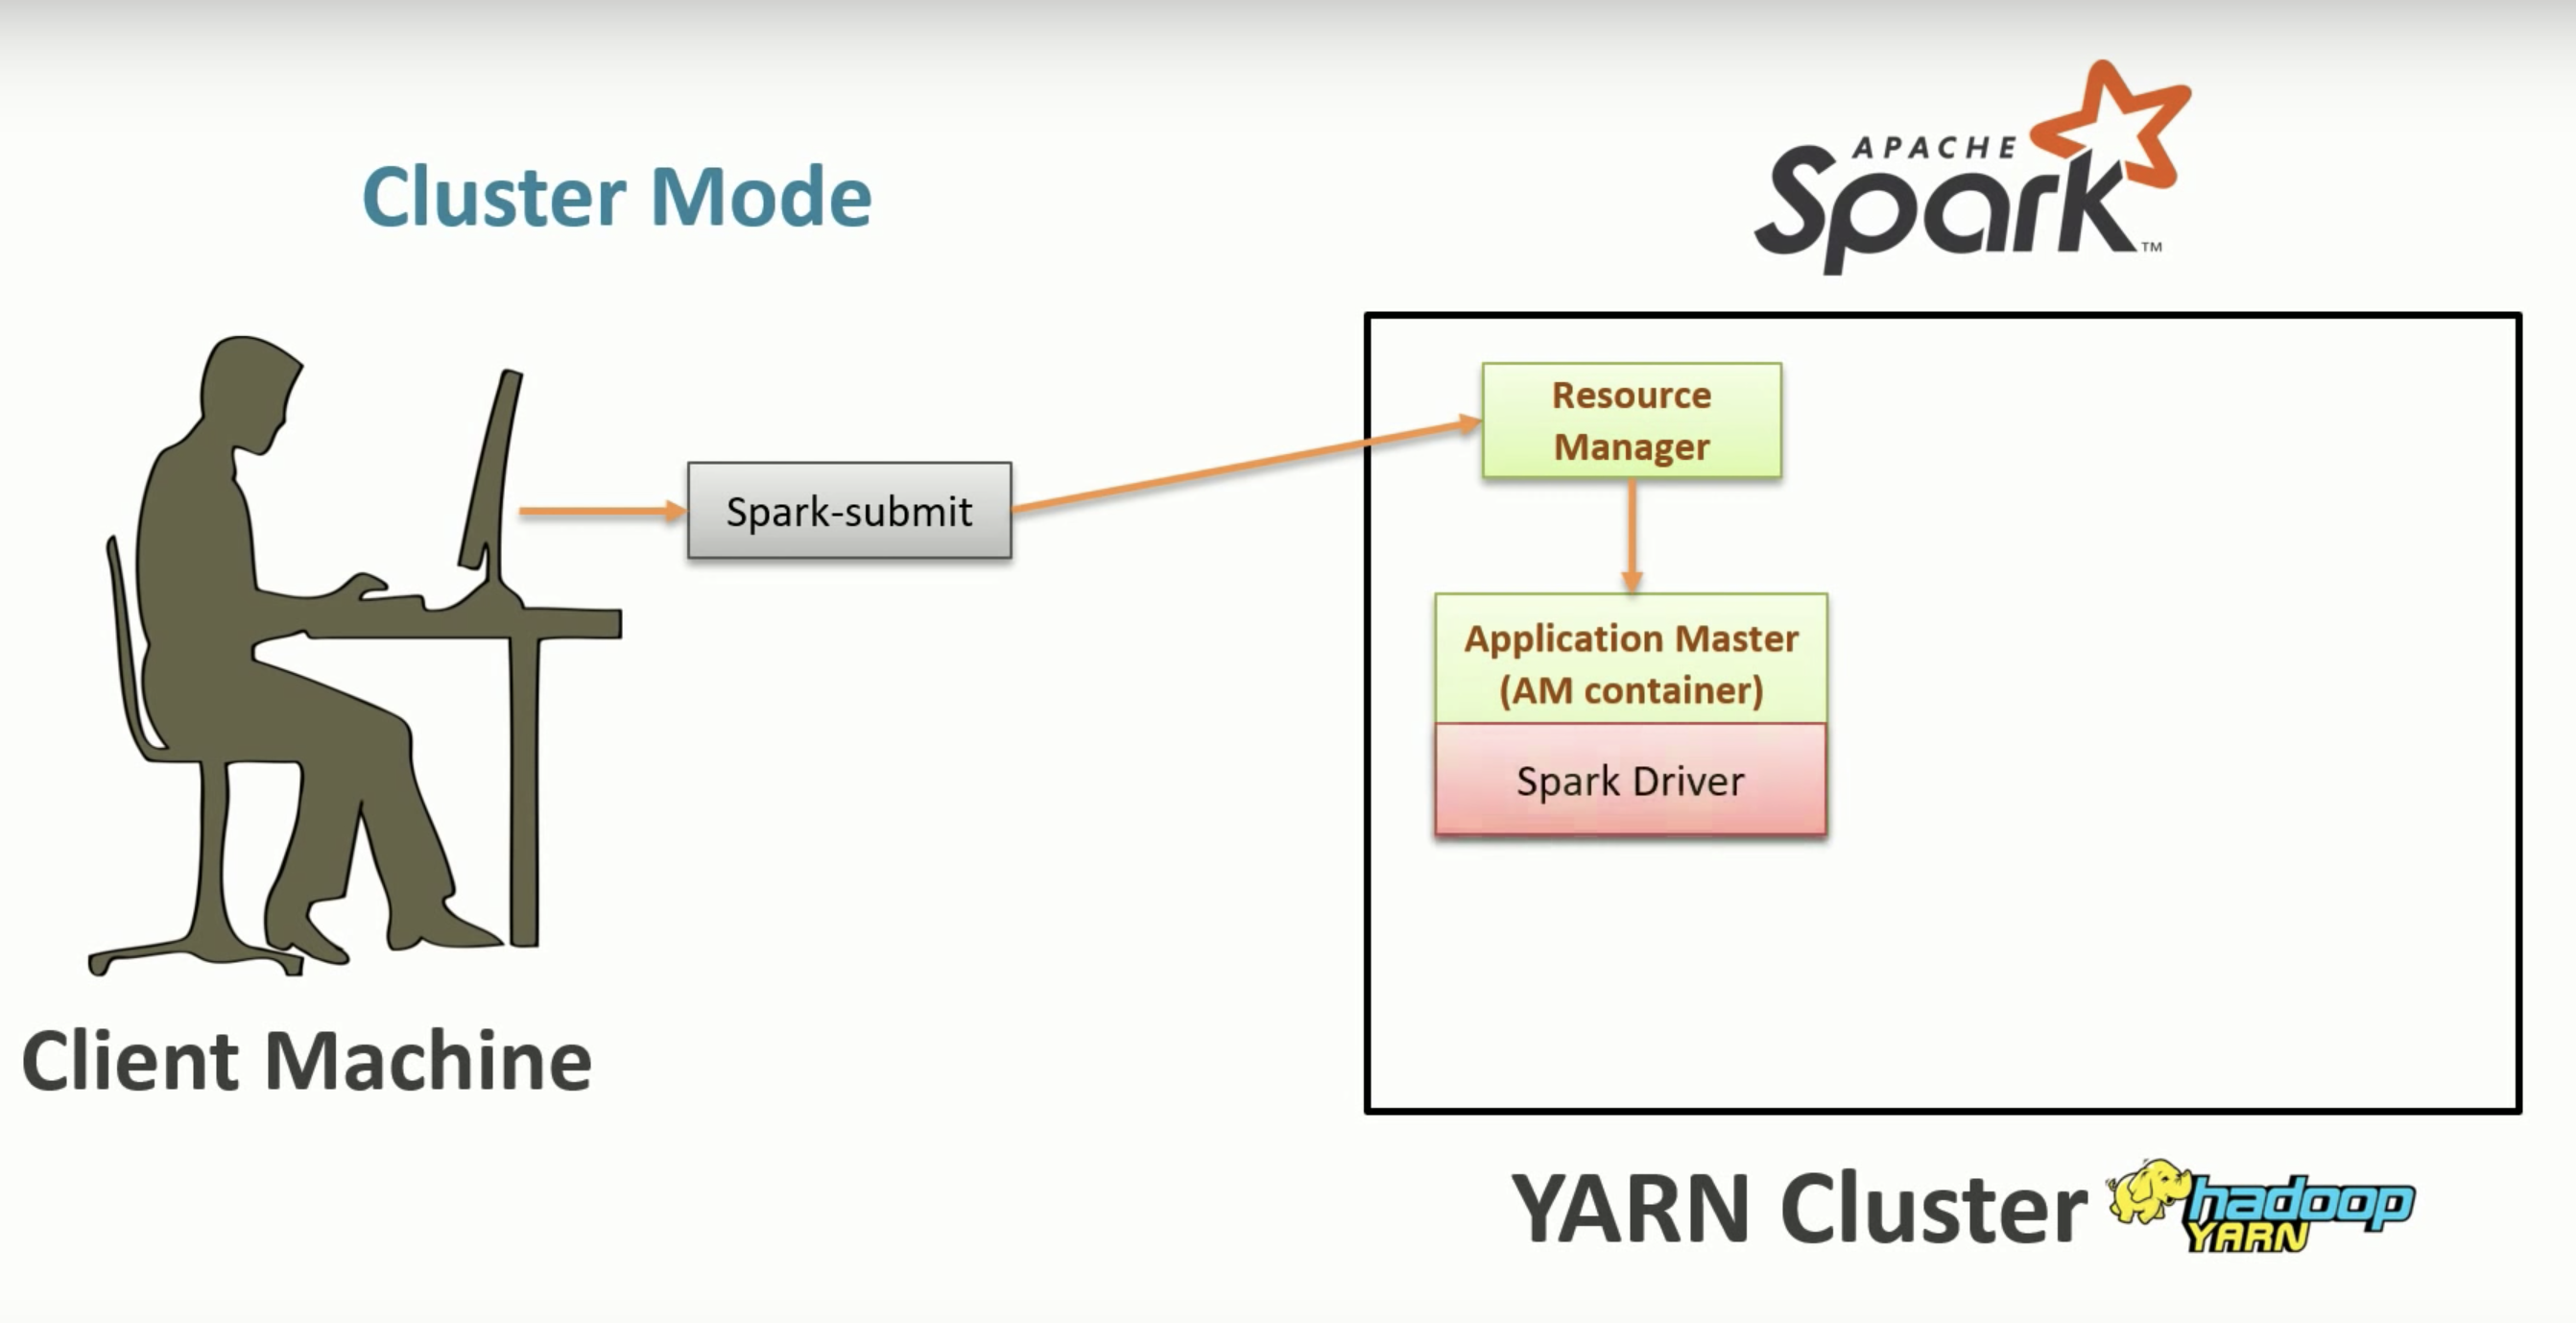 Cluster Mode
APACHE
Spark™
Resource
Manager
Spark-submit
Application Master
(AM container)
Spark Driver
Client Machine
YARN Cluster
hadoop
YARN